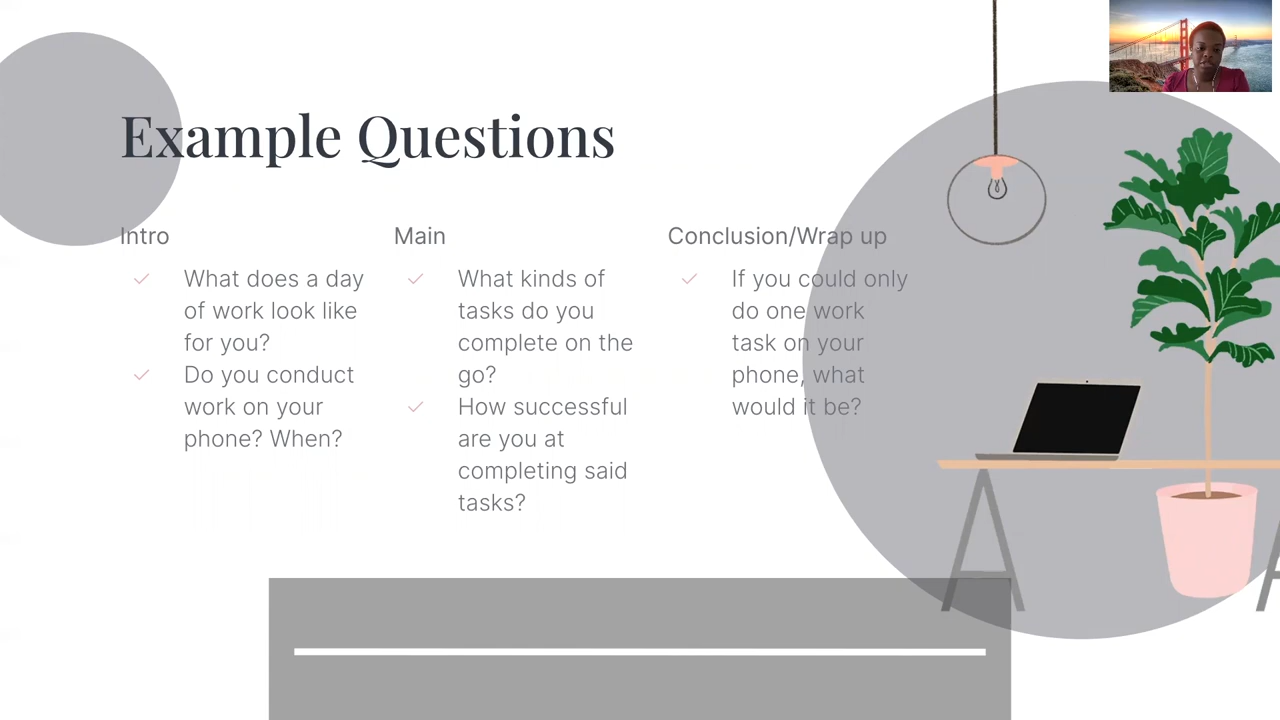 Example Questions
Intro
What does a day
of work look like
for you?
Do you conduct
work on your
phone? When?
Main
What kinds of
tasks do you
complete on the
go?
How successful
are you at
completing said
tasks?
Conclusion/Wrap up
If you could only
do one work
task on your
phone, what
would it be?